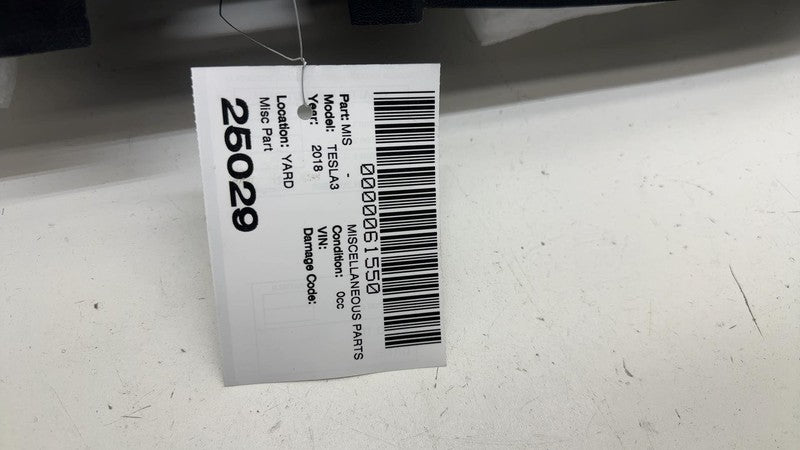 0000061550
Part: MIS - MISCELLANEOUS PARTS
Model: TESLA3 Condition: 0cc
Year: 2018 VIN:
Damage Code:
Location: YARD
Misc Part
25029